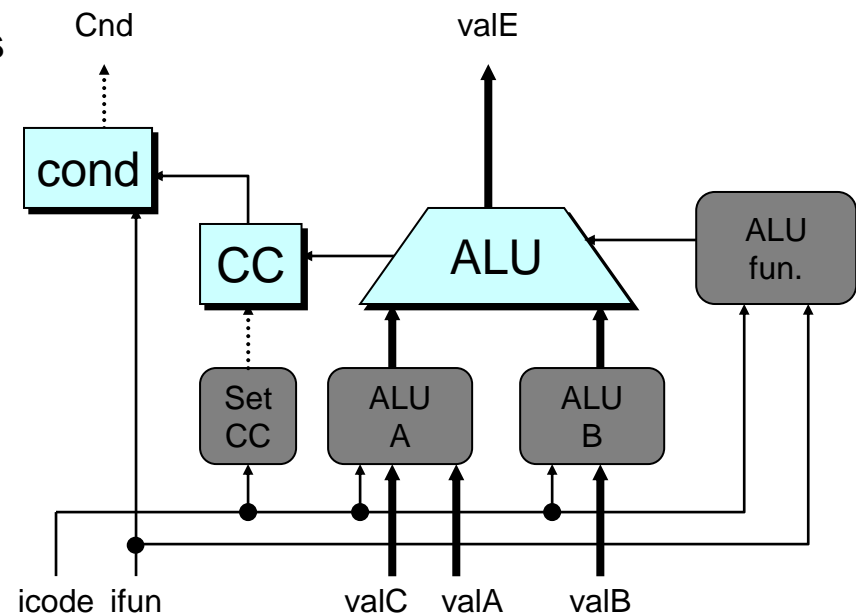 Cnd valE
s
cond
CC
ALU
ALU
fun.
Set
CC
ALU
A
ALU
B
icode ifun valC valA valB